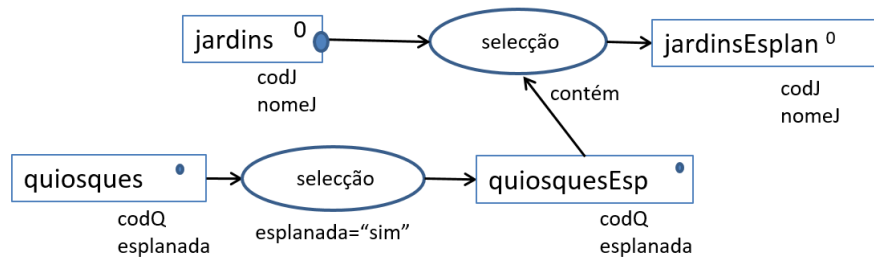 jardins 0
selecção
jardinsEsplan 0
codJ
nomeJ
contém
codJ
nomeJ
quiosques
selecção
quiosquesEsp
codQ
esplanada
esplanada=“sim”
codQ
esplanada